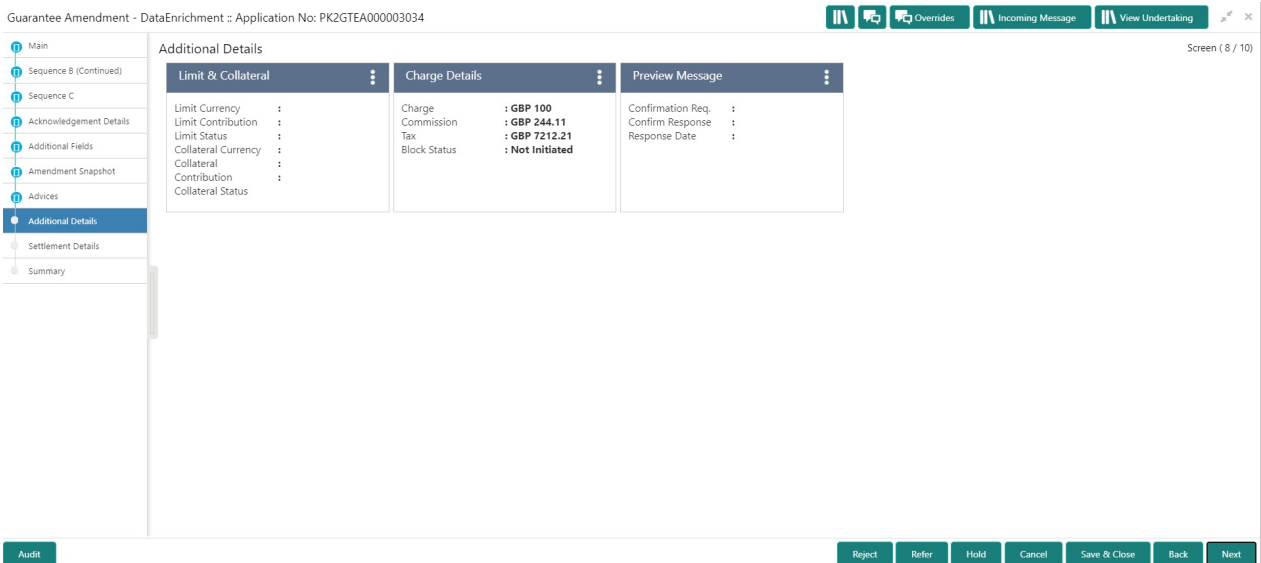 Guarantee Amendment - DataEnrichment :: Application No: PK2GTEA000003034
Overrides
Incoming Message
View Undertaking
Main
Sequence B (Continued)
Sequence C
Acknowledgement Details
Additional Fields
Amendment Snapshot
Advices
Additional Details
Settlement Details
Summary
Additional Details
Screen ( 8 / 10)
Limit & Collateral
Limit Currency :
Limit Contribution :
Limit Status :
Collateral Currency :
Collateral :
Contribution :
Collateral Status
Charge Details
Charge : GBP 100
Commission : GBP 244.11
Tax : GBP 7212.21
Block Status : Not Initiated
Preview Message
Confirmation Req. :
Confirm Response :
Response Date :
Audit
Reject
Refer
Hold
Cancel
Save & Close
Back
Next